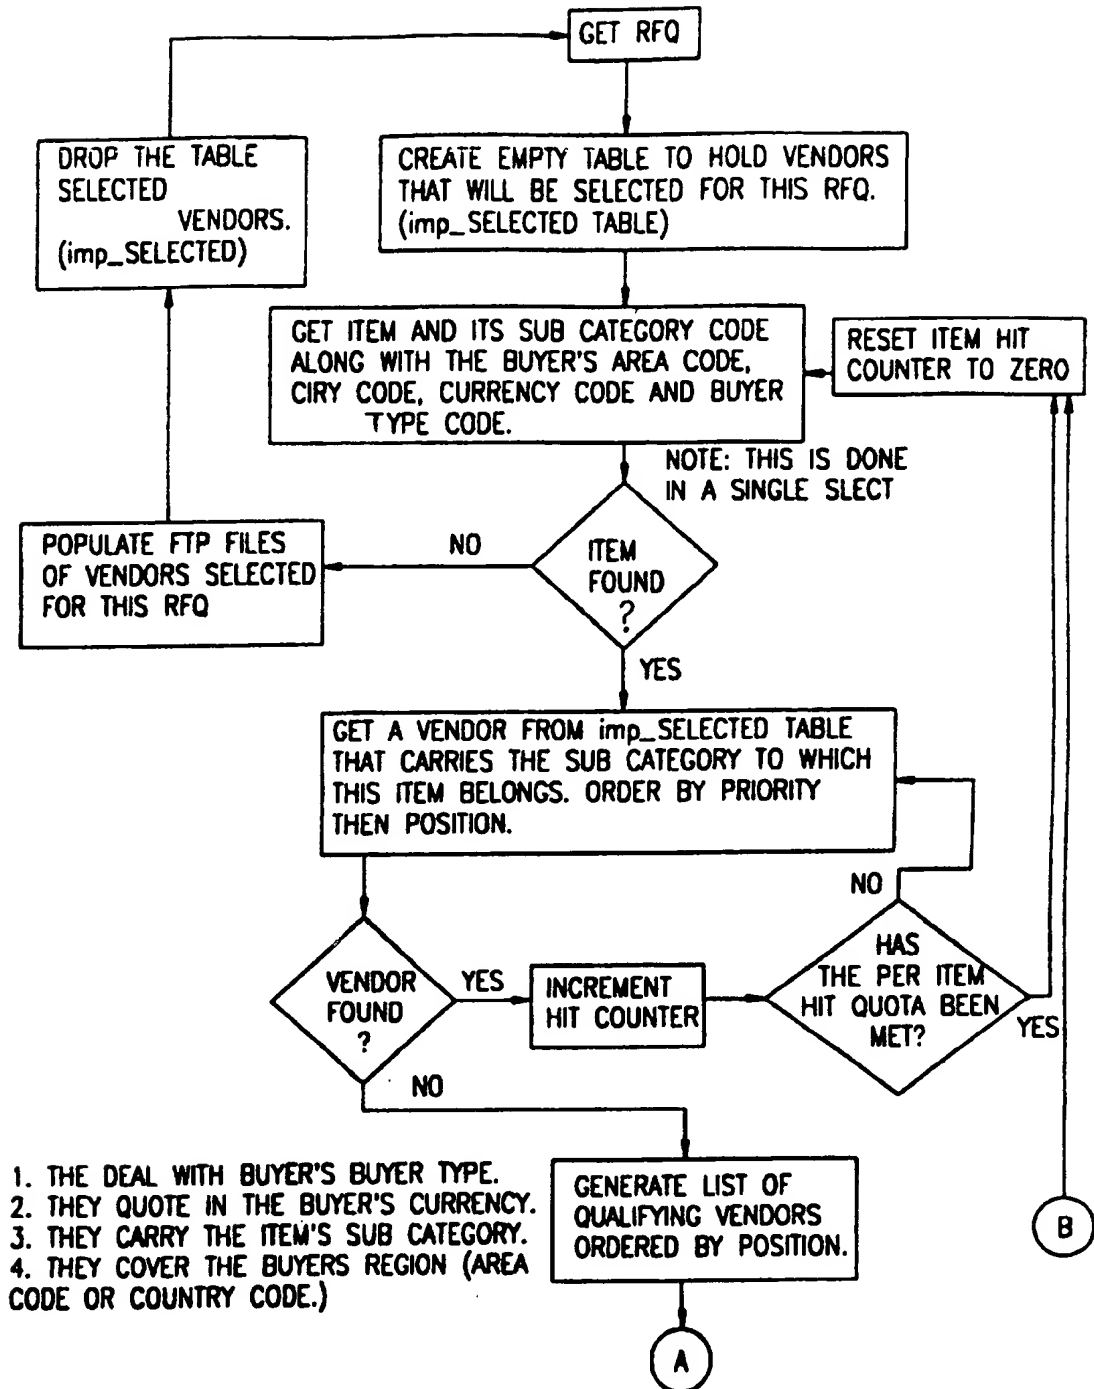 GET RFQ
DROP THE TABLE
SELECTED
VENDORS.
(imp_SELECTED)
CREATE EMPTY TABLE TO HOLD VENDORS
THAT WILL BE SELECTED FOR THIS RFQ.
(imp_SELECTED TABLE)
GET ITEM AND ITS SUB CATEGORY CODE
ALONG WITH THE BUYER'S AREA CODE,
CIRY CODE, CURRENCY CODE AND BUYER
TYPE CODE.
RESET ITEM HIT
COUNTER TO ZERO
NOTE: THIS IS DONE
IN A SINGLE SLECT
POPULATE FTP FILES
OF VENDORS SELECTED
FOR THIS RFQ
NO
ITEM
FOUND
?
YES
GET A VENDOR FROM imp_SELECTED TABLE
THAT CARRIES THE SUB CATEGORY TO WHICH
THIS ITEM BELONGS. ORDER BY PRIORITY
THEN POSITION.
NO
VENDOR
FOUND
?
YES
INCREMENT
HIT COUNTER
HAS
THE PER ITEM
HIT QUOTA BEEN
MET?
YES
NO
1. THE DEAL WITH BUYER'S BUYER TYPE.
2. THEY QUOTE IN THE BUYER'S CURRENCY.
3. THEY CARRY THE ITEM'S SUB CATEGORY.
4. THEY COVER THE BUYERS REGION (AREA
CODE OR COUNTRY CODE.)
GENERATE LIST OF
QUALIFYING VENDORS
ORDERED BY POSITION.
B
A